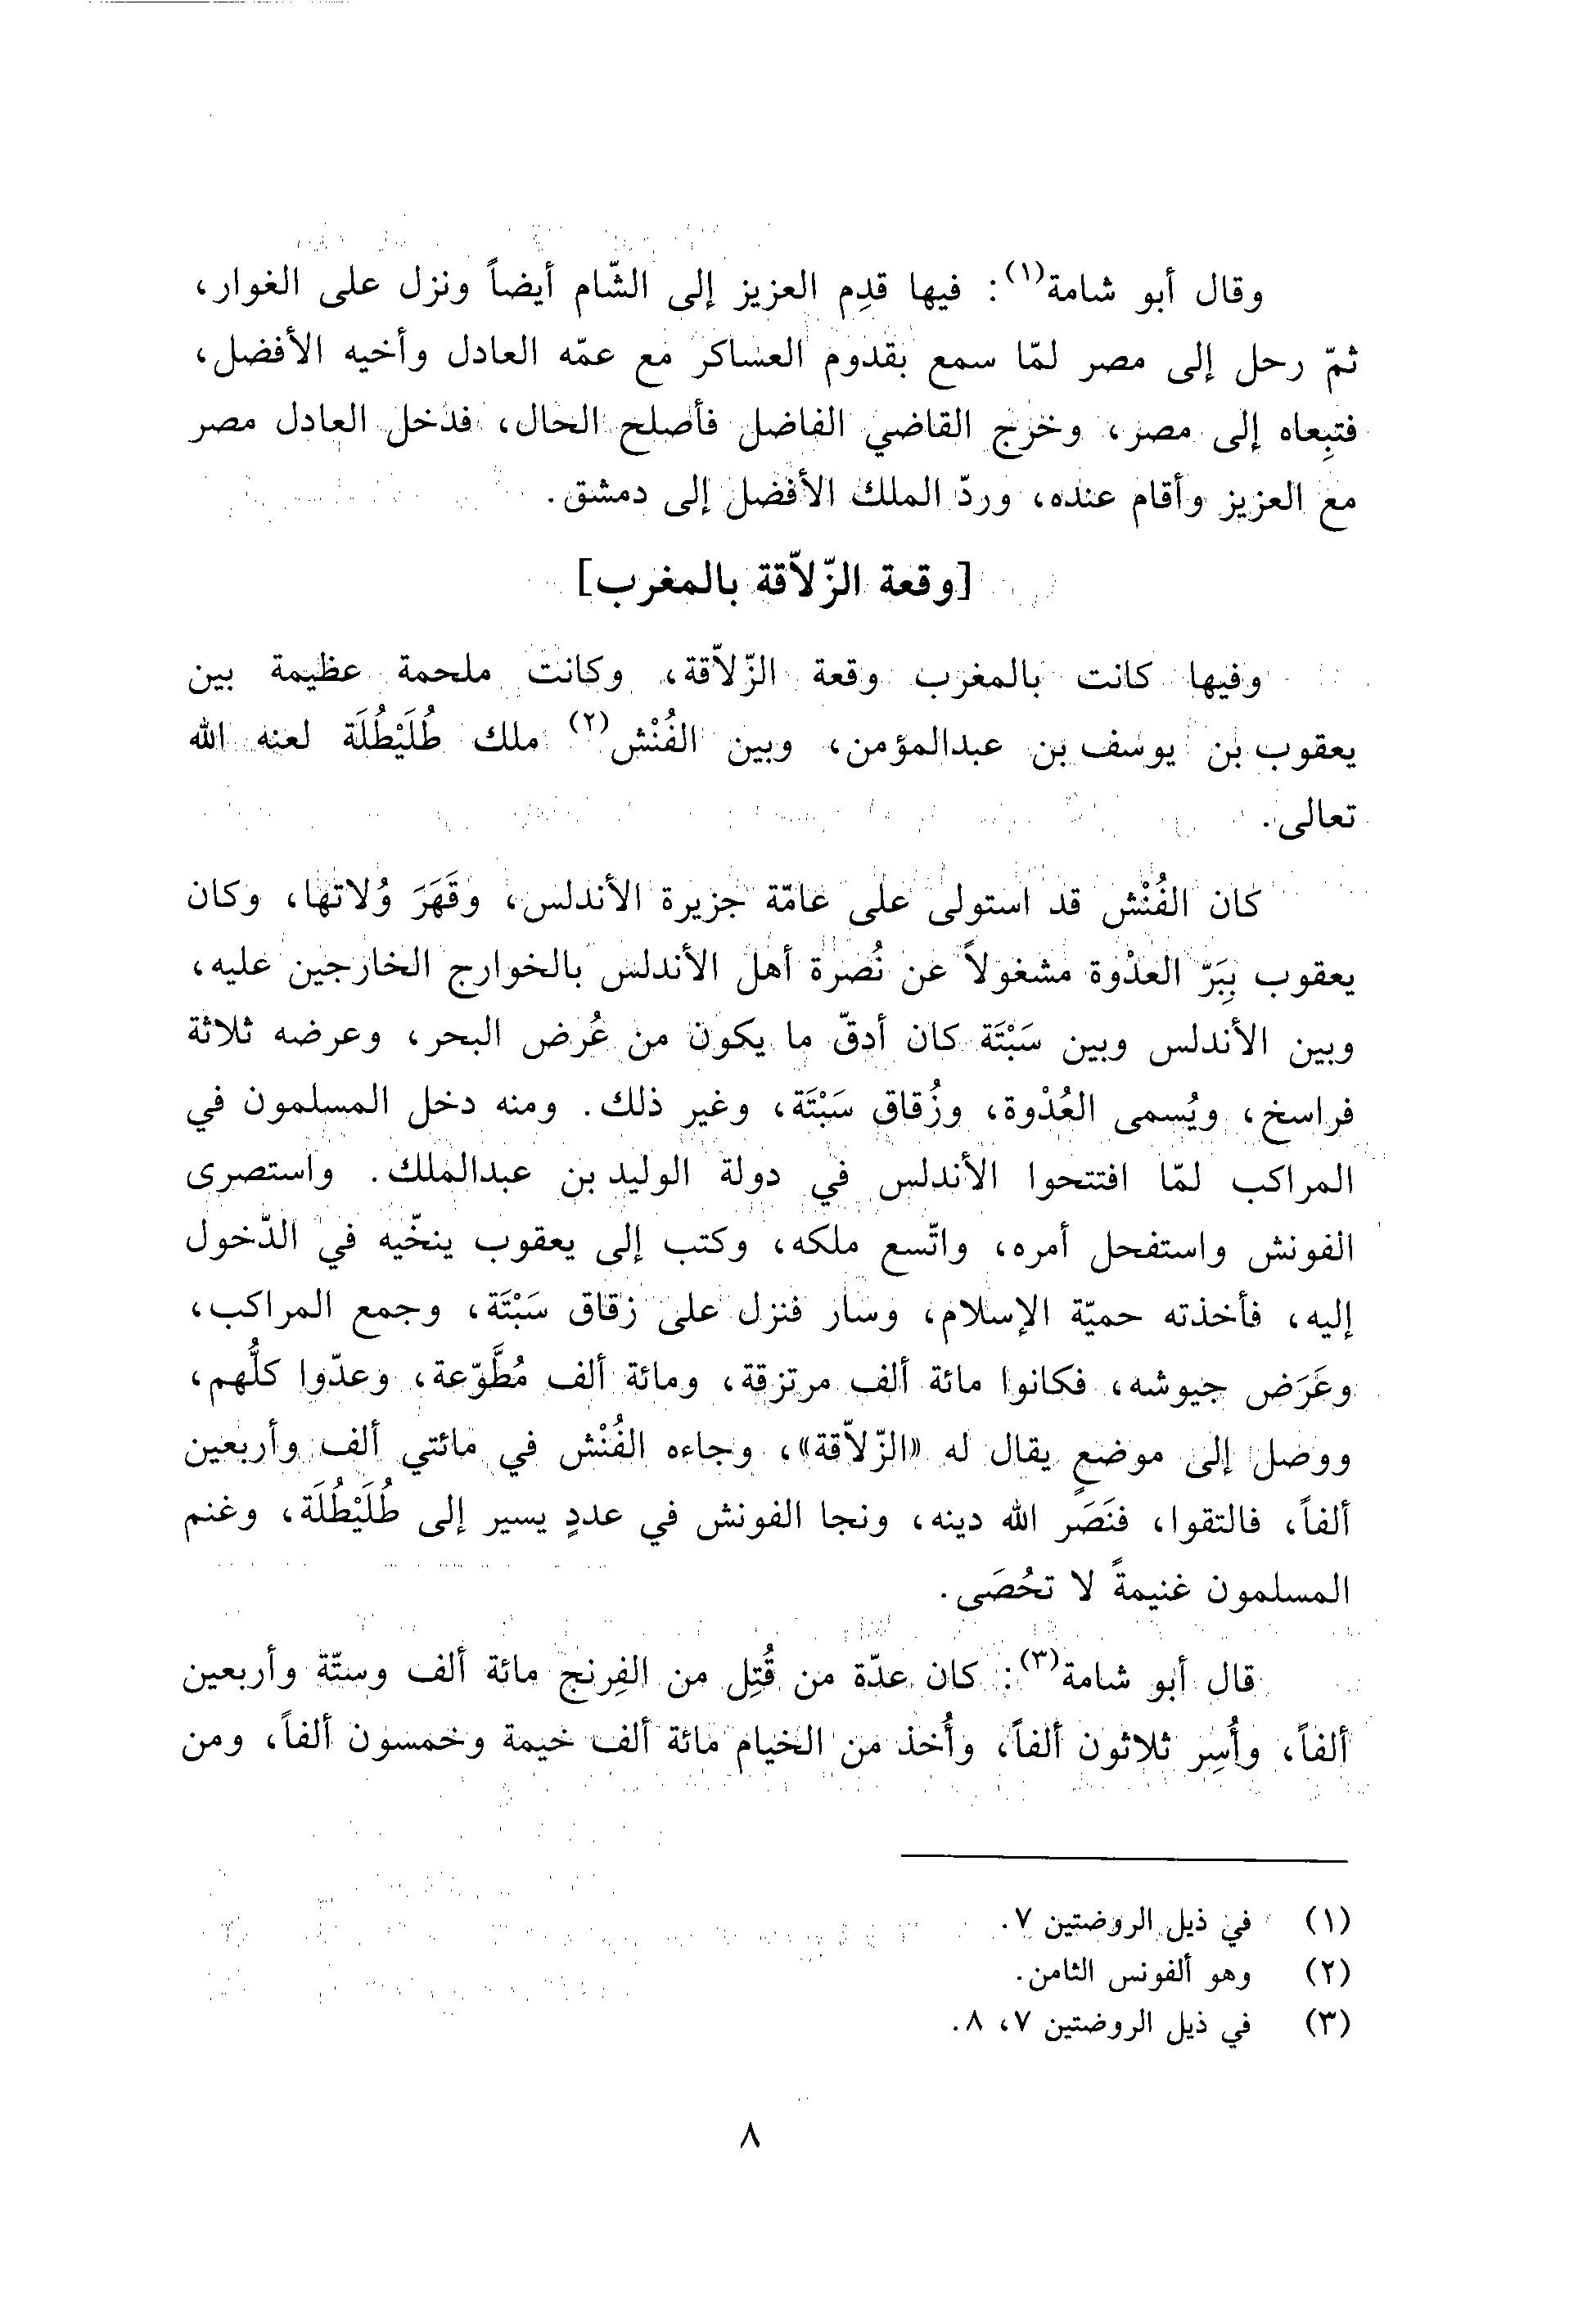 وقال أبو شامة(١): فيها قدِم العزيز إلى الشّام أيضاً ونزل على الغوار،
ثمّ رحل إلى مصر لمّا سمع بقدوم العساكر مع عمّه العادل وأخيه الأفضل،
فتبِعاه إلى مصر، وخرج القاضي الفاضل فأصلح الحال، فدخل العادل مصر
مع العزيز وأقام عنده، وردّ الملك الأفضل إلى دمشق.
[وقعة الزّلاّقة بالمغرب]
وفيها كانت بالمغرب وقعة الزّلاّقة، وكانت ملحمة عظيمة بين
يعقوب بن يوسف بن عبدالمؤمن، وبين الفُنْش(٢) ملك طُلَيْطُلَة لعنه الله
تعالى.
كان الفُنْش قد استولى على عامّة جزيرة الأندلس، وقَهَرَ وُلاتها، وكان
يعقوب بِبَرّ العدْوة مشغولاً عن نُصرة أهل الأندلس بالخوارج الخارجين عليه،
وبين الأندلس وبين سَبْتَة كان أدقّ ما يكون من عُرض البحر، وعرضه ثلاثة
فراسخ، ويُسمى العُدْوة، وزُقاق سَبْتَة، وغير ذلك. ومنه دخل المسلمون في
المراكب لمّا افتتحوا الأندلس في دولة الوليد بن عبدالملك. واستصرى
الفونش واستفحل أمره، واتّسع ملكه، وكتب إلى يعقوب ينخّيه في الدّخول
إليه، فأخذته حميّة الإسلام، وسار فنزل على زقاق سَبْتَة، وجمع المراكب،
وعَرَض جيوشه، فكانوا مائة ألف مرتزقة، ومائة ألف مُطَّوّعة، وعدّوا كلُّهم،
ووصل إلى موضعٍ يقال له «الزّلاّقة»، وجاءه الفُنْش في مائتي ألف وأربعين
ألفاً، فالتقوا، فنَصَر الله دينه، ونجا الفونش في عددٍ يسير إلى طُلَيْطُلَة، وغنم
المسلمون غنيمةً لا تحُصَى.
قال أبو شامة(٣): كان عدّة من قُتِل من الفِرنج مائة ألف وستّة وأربعين
ألفاً، وأُسِر ثلاثون ألفاً، وأُخذ من الخيام مائة ألف خيمة وخمسون ألفاً، ومن
(١) في ذيل الروضتين ٧.
(٢) وهو ألفونس الثامن.
(٣) في ذيل الروضتين ٧، ٨.
٨